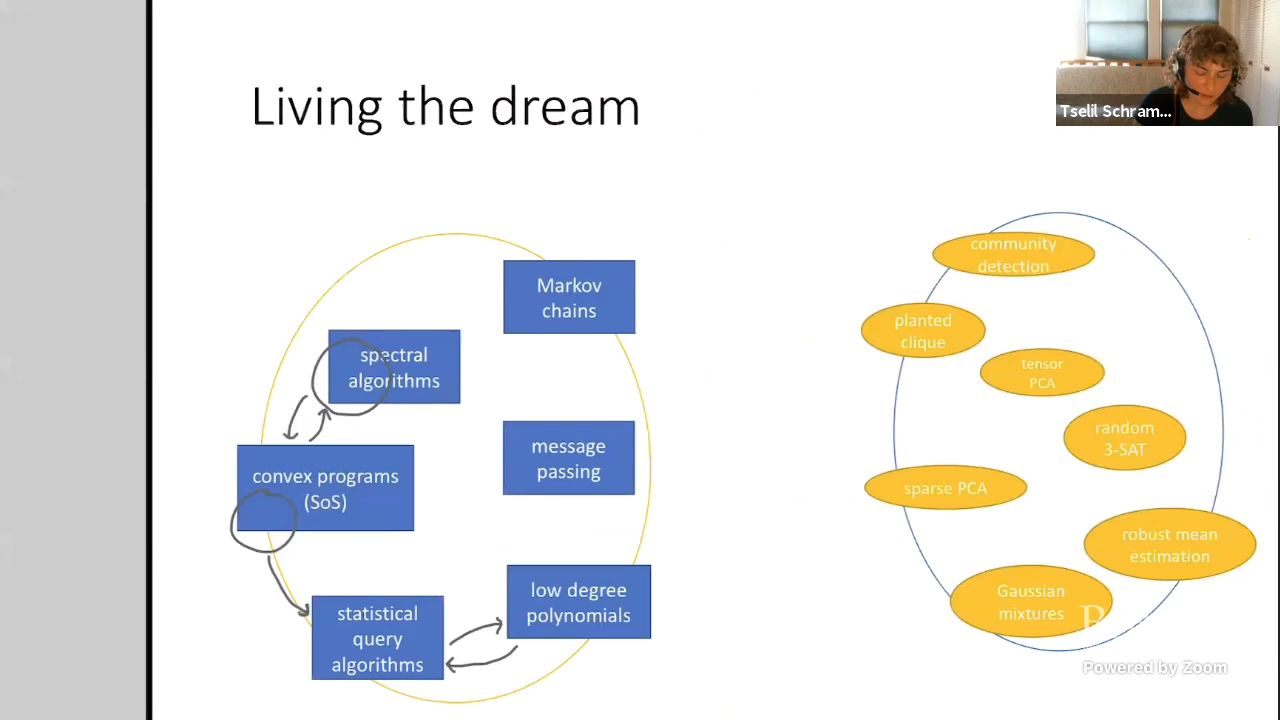 Living the dream
Tselil Schram...
Markov
chains
spectral
algorithms
message
passing
convex programs
(SoS)
low degree
polynomials
statistical
query
algorithms
community
detection
planted
clique
tensor
PCA
random
3-SAT
sparse PCA
robust mean
estimation
Gaussian
mixtures
Powered by Zoom